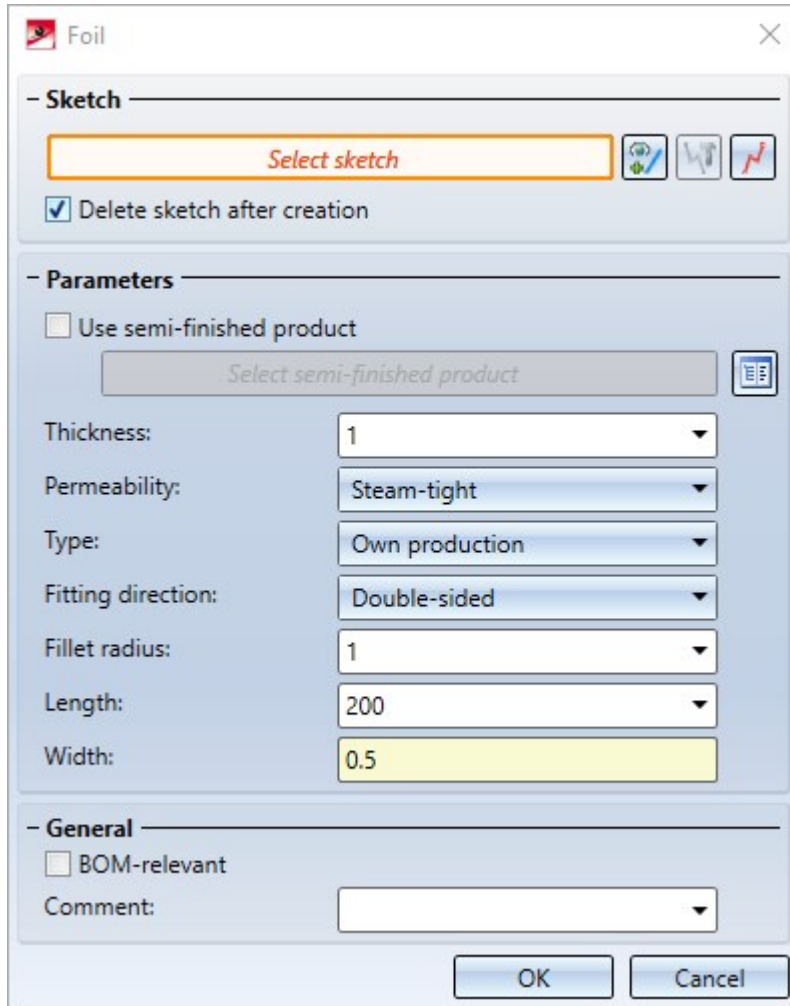 Foil
Sketch
Select sketch
Delete sketch after creation
Parameters
Use semi-finished product
Select semi-finished product
Thickness: 1
Permeability: Steam-tight
Type: Own production
Fitting direction: Double-sided
Fillet radius: 1
Length: 200
Width: 0.5
General
BOM-relevant
Comment:
OK Cancel